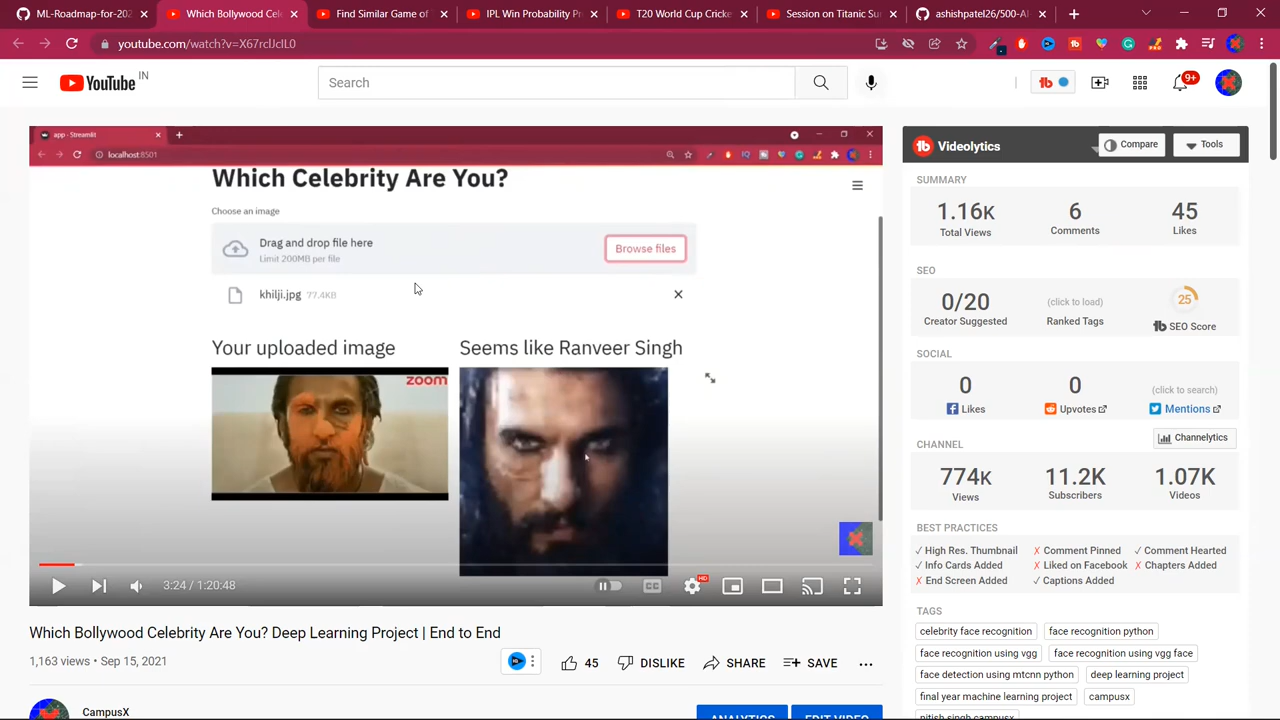 ML-Roadmap-for-202
Which Bollywood Cel
Find Similar Game of
IPL Win Probability Pr
T20 World Cup Cricke
Session on Titanic Su
ashishpatel26/500-A
youtube.com/watch?v=X67rclJcIL0
YouTube IN
Search
9+
app · Streamlit
localhost:8501
Which Celebrity Are You?
Choose an image
Drag and drop file here
Limit 200MB per file
Browse files
khilji.jpg 77.4KB
Your uploaded image
Seems like Ranveer Singh
zoom
3:24 / 1:20:48
CC
HD
Which Bollywood Celebrity Are You? Deep Learning Project | End to End
1,163 views • Sep 15, 2021
45
DISLIKE
SHARE
SAVE
CampusX
ANALYTICS
EDIT VIDEO
tb Videolytics
Compare
Tools
SUMMARY
1.16K
6
45
Total Views
Comments
Likes
SEO
0/20
(click to load)
25
Creator Suggested
Ranked Tags
tb SEO Score
SOCIAL
0
0
(click to search)
Likes
Upvotes
Mentions
CHANNEL
Channelytics
774K
11.2K
1.07K
Views
Subscribers
Videos
BEST PRACTICES
✓ High Res. Thumbnail
✗ Comment Pinned
✓ Comment Hearted
✓ Info Cards Added
✗ Liked on Facebook
✗ Chapters Added
✗ End Screen Added
✓ Captions Added
TAGS
celebrity face recognition
face recognition python
face recognition using vgg
face recognition using vgg face
face detection using mtcnn python
deep learning project
final year machine learning project
campusx
nitish singh campusx